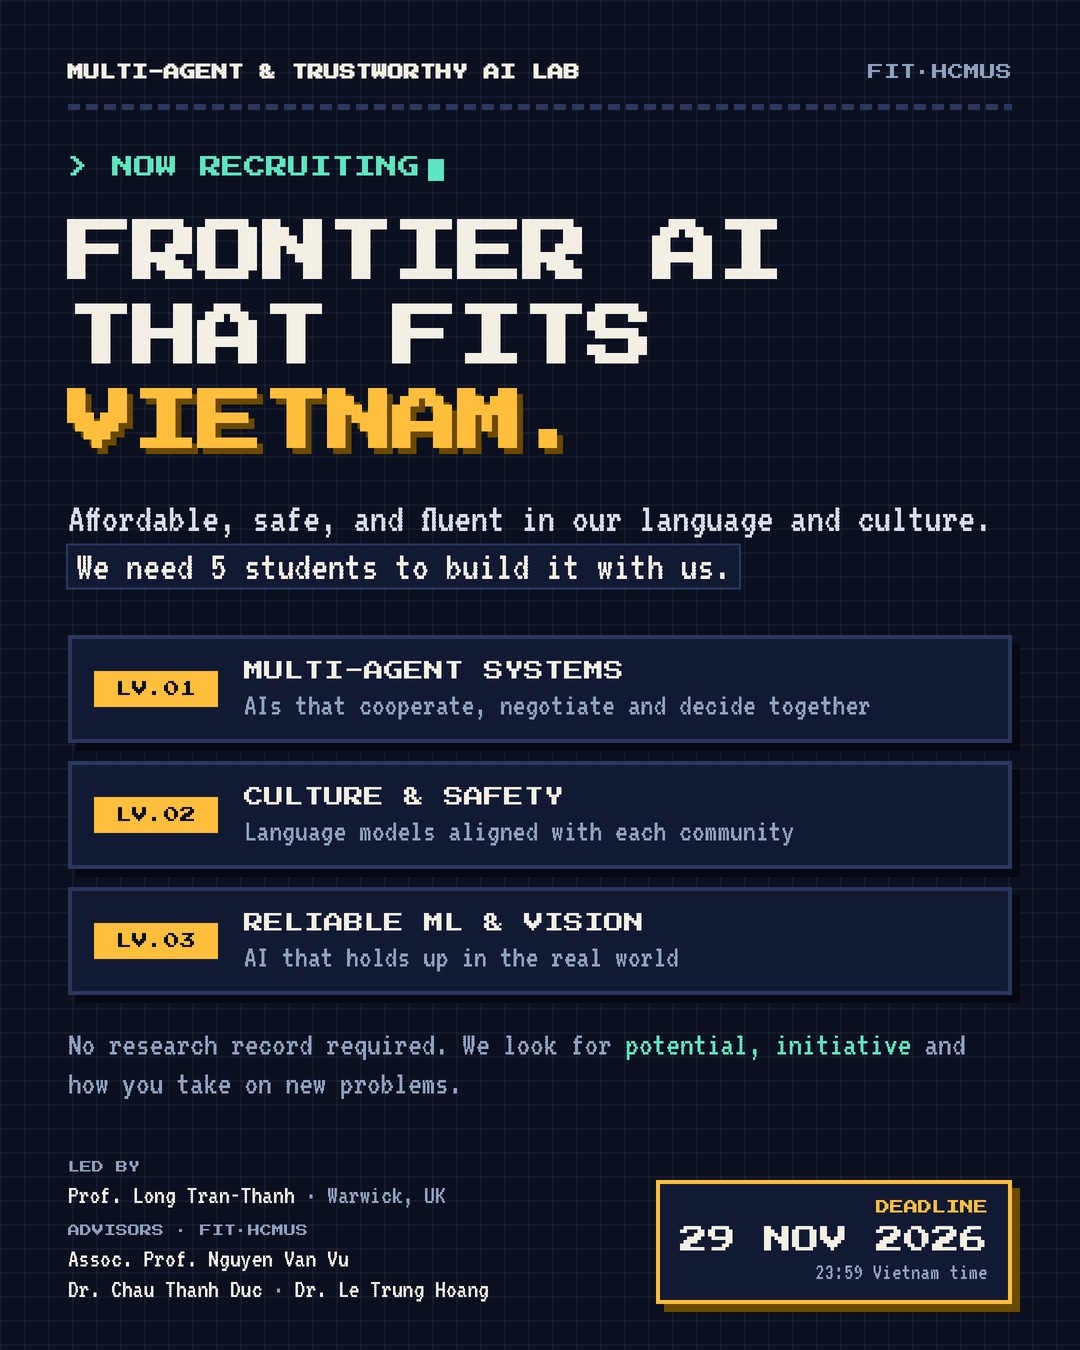 MULTI-AGENT & TRUSTWORTHY AI LAB
FIT·HCMUS
> NOW RECRUITING
FRONTIER AI
THAT FITS
VIETNAM.
Affordable, safe, and fluent in our language and culture.
We need 5 students to build it with us.
LV.01
MULTI-AGENT SYSTEMS
AIs that cooperate, negotiate and decide together
LV.02
CULTURE & SAFETY
Language models aligned with each community
LV.03
RELIABLE ML & VISION
AI that holds up in the real world
No research record required. We look for potential, initiative and
how you take on new problems.
LED BY
Prof. Long Tran-Thanh · Warwick, UK
ADVISORS · FIT·HCMUS
Assoc. Prof. Nguyen Van Vu
Dr. Chau Thanh Duc · Dr. Le Trung Hoang
DEADLINE
29 NOV 2026
23:59 Vietnam time